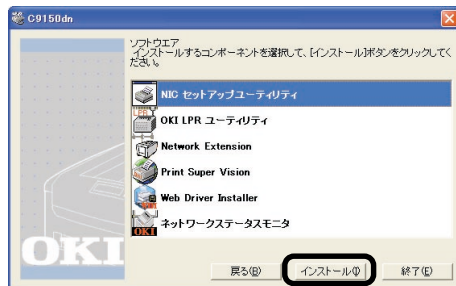 C9150dn
ソフトウエア
インストールするコンポーネントを選択して、[インストール]ボタンをクリックしてく
ださい。
NIC セットアップユーティリティ
OKI LPR ユーティリティ
Network Extension
Print Super Vision
Web Driver Installer
ネットワークステータスモニタ
OKI
戻る(B)
インストール(I)
終了(E)